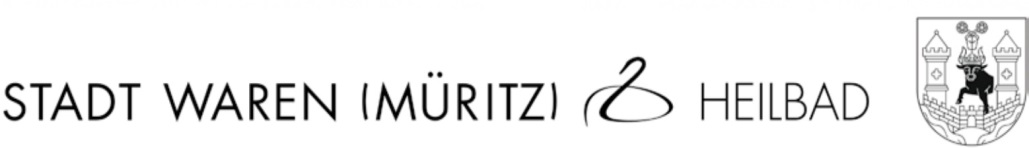 STADT WAREN (MÜRITZ) HEILBAD